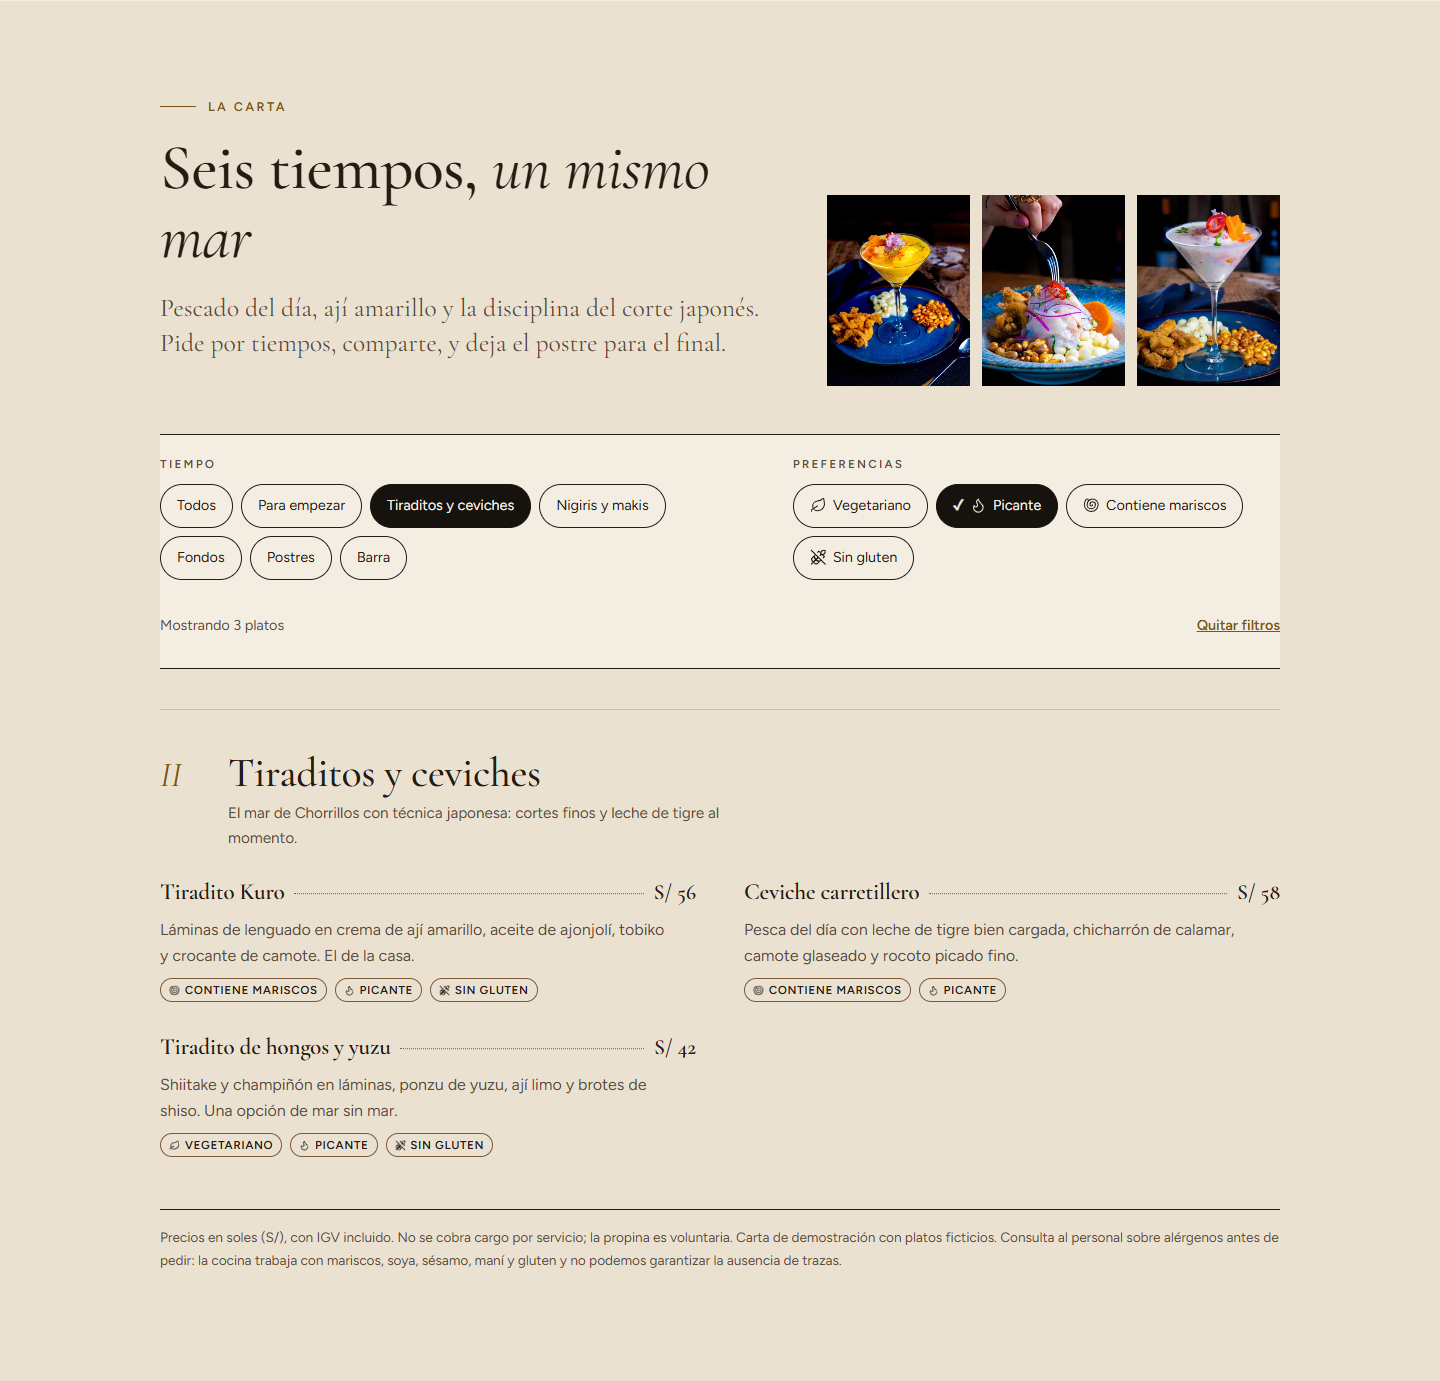 LA CARTA
Seis tiempos, un mismo
mar
Pescado del día, ají amarillo y la disciplina del corte japonés.
Pide por tiempos, comparte, y deja el postre para el final.
TIEMPO
Todos
Para empezar
Tiraditos y ceviches
Nigiris y makis
Fondos
Postres
Barra
PREFERENCIAS
Vegetariano
✓ Picante
Contiene mariscos
Sin gluten
Mostrando 3 platos
Quitar filtros
II
Tiraditos y ceviches
El mar de Chorrillos con técnica japonesa: cortes finos y leche de tigre al
momento.
Tiradito Kuro S/ 56
Láminas de lenguado en crema de ají amarillo, aceite de ajonjolí, tobiko
y crocante de camote. El de la casa.
CONTIENE MARISCOS PICANTE SIN GLUTEN
Ceviche carretillero S/ 58
Pesca del día con leche de tigre bien cargada, chicharrón de calamar,
camote glaseado y rocoto picado fino.
CONTIENE MARISCOS PICANTE
Tiradito de hongos y yuzu S/ 42
Shiitake y champiñón en láminas, ponzu de yuzu, ají limo y brotes de
shiso. Una opción de mar sin mar.
VEGETARIANO PICANTE SIN GLUTEN
Precios en soles (S/), con IGV incluido. No se cobra cargo por servicio; la propina es voluntaria. Carta de demostración con platos ficticios. Consulta al personal sobre alérgenos antes de
pedir: la cocina trabaja con mariscos, soya, sésamo, maní y gluten y no podemos garantizar la ausencia de trazas.